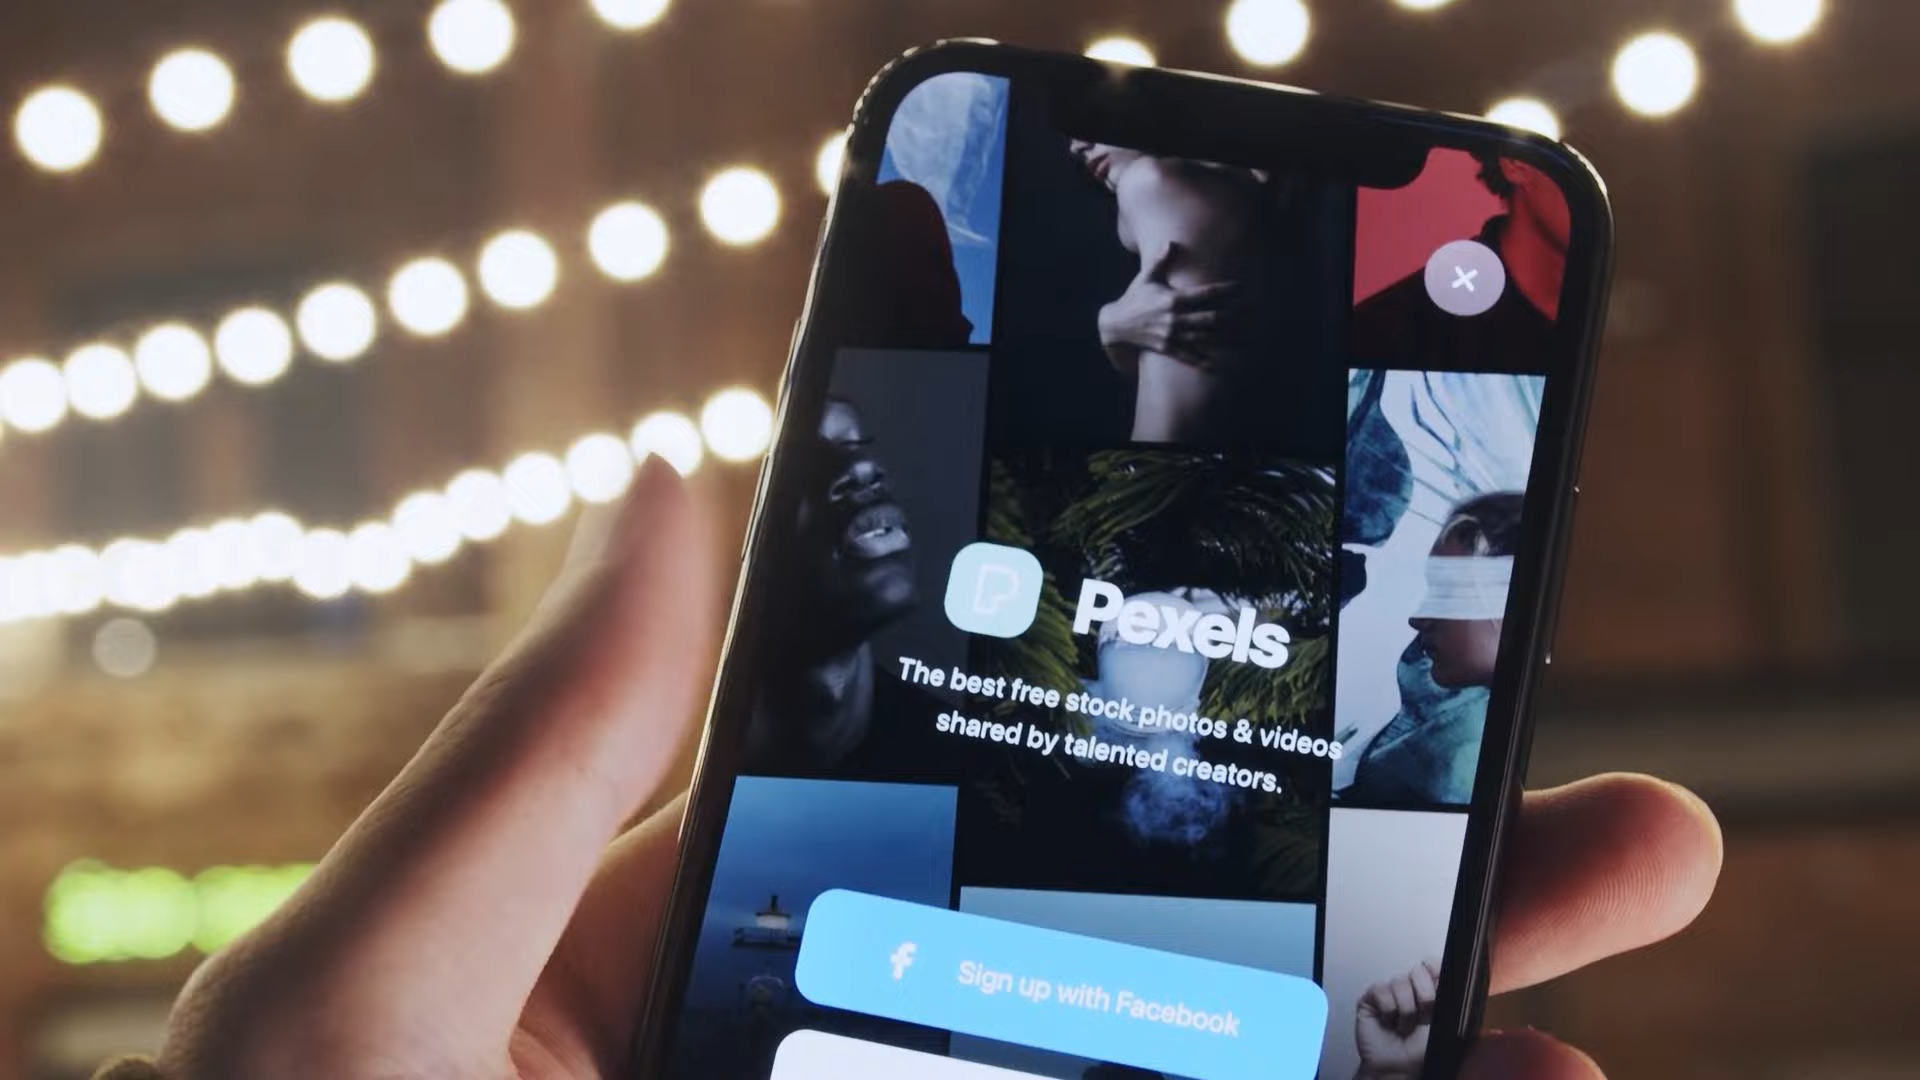 Pexels
The best free stock photos & videos
shared by talented creators.
Sign up with Facebook